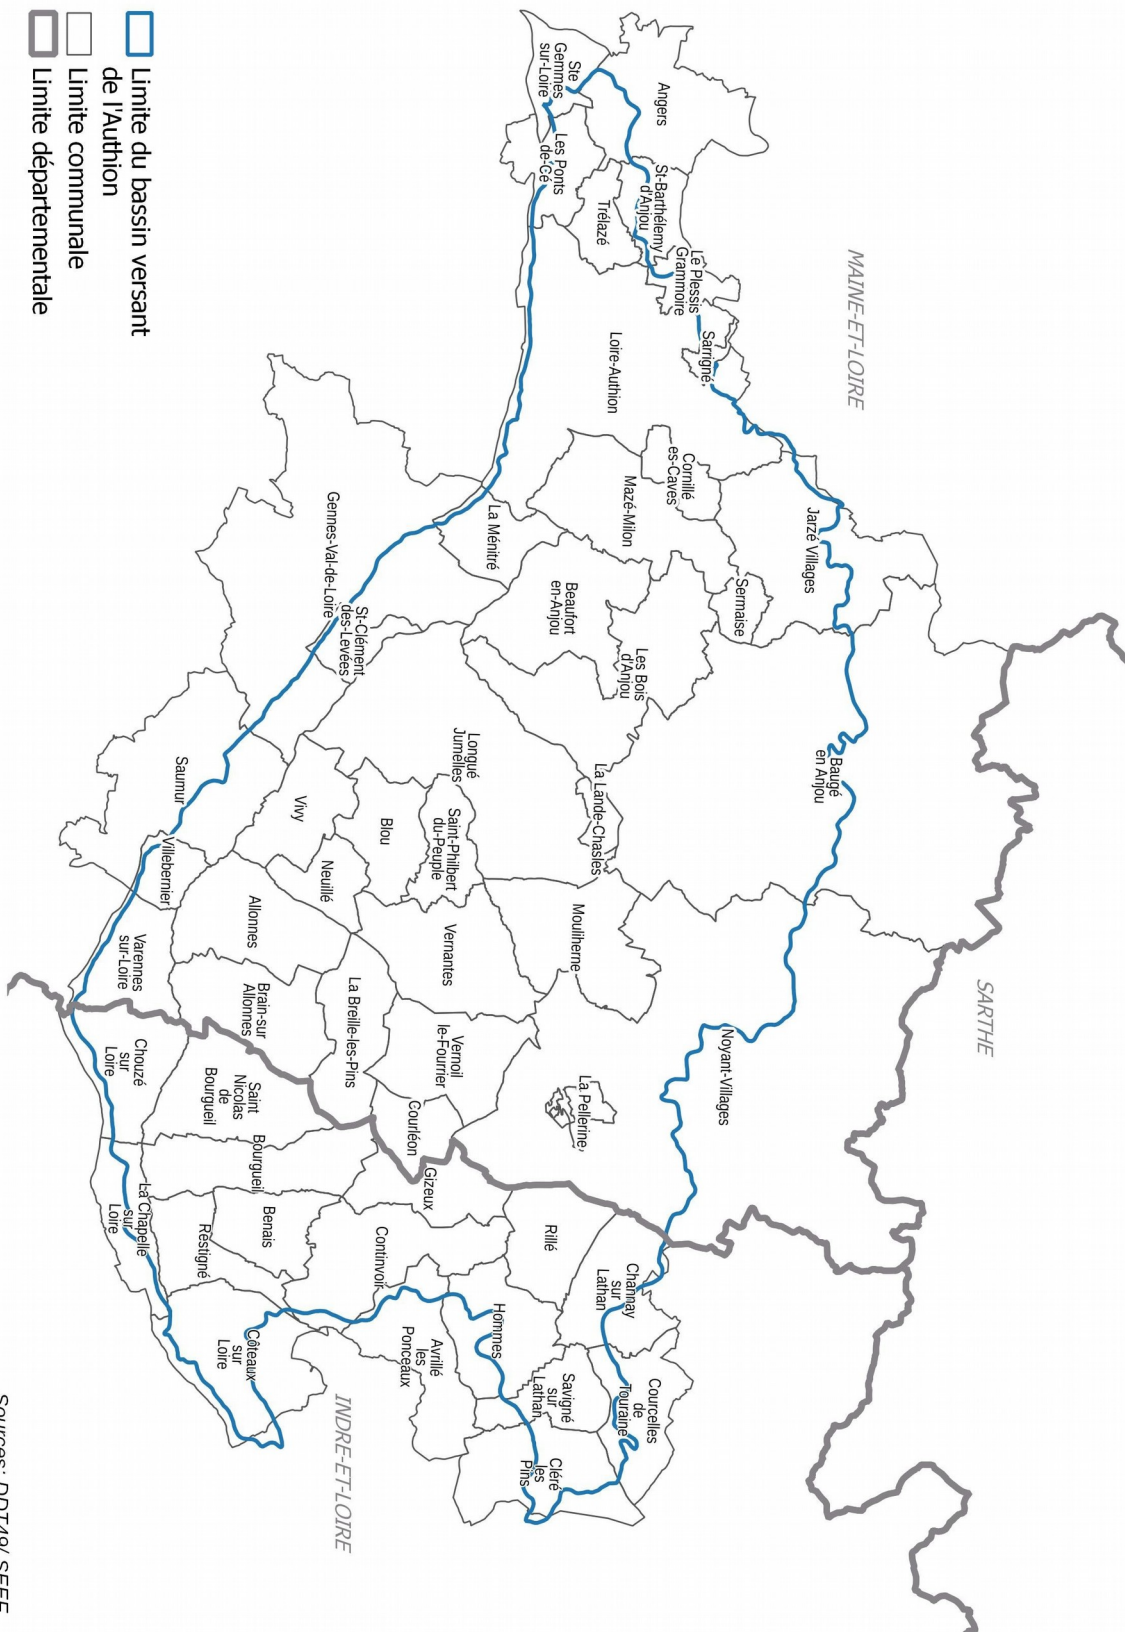 MAINE-ET-LOIRE
SARTHE
INDRE-ET-LOIRE
Angers
Ste
Gemmes
sur-Loire
Les Ponts
de-Cé
St-Barthélemy
d'Anjou
Trélazé
Le Plessis
Grammoire
Sarrigné
Loire-Authion
Cornillé
es-Caves
Mazé-Milon
Jarzé Villages
Sermaise
La Ménitré
Beaufort
en-Anjou
Les Bois
d'Anjou
Gennes-Val-de-Loire
St-Clément
des-Levées
Baugé
en Anjou
Longué
Jumelles
La Lande-Chasles
Saumur
Vivy
Blou
Saint-Philbert
du-Peuple
Neuillé
Villebernier
Allonnes
Vernantes
Mouliherne
Varennes
sur-Loire
Brain-sur
Allonnes
La Breille-les-Pins
Vernoil
le-Fourrier
Noyant-Villages
La Pellerine
Courléon
Chouzé
sur
Loire
Saint
Nicolas
de
Bourgueil
Bourgueil
Gizeux
La Chapelle
sur
Loire
Restigné
Benais
Continvoir
Rillé
Channay
sur
Lathan
Hommes
Côteaux
sur
Loire
Avrillé
les
Ponceaux
Savigné
sur
Lathan
Courcelles
de
Touraine
Cléré
les
Pins
Limite du bassin versant
de l'Authion
Limite communale
Limite départementale
Sources: DDT49/ SEEE